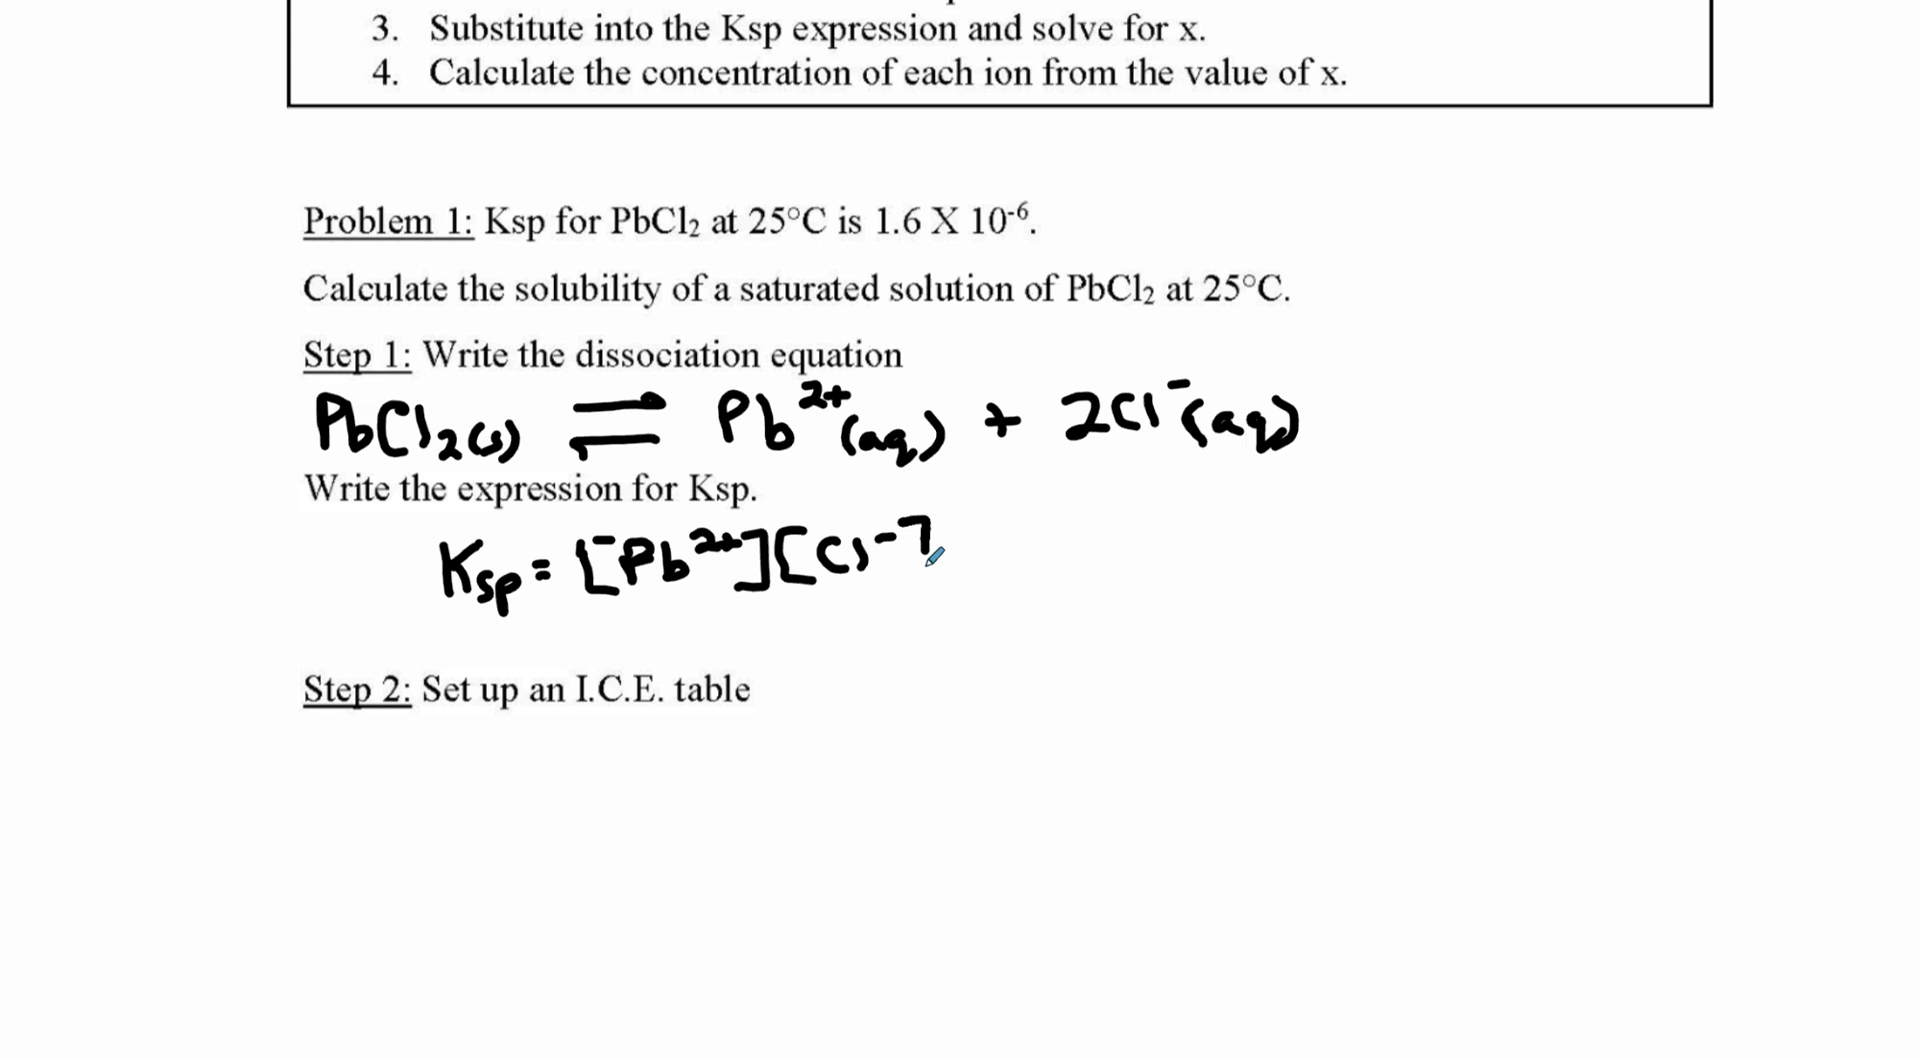 3. Substitute into the Ksp expression and solve for x.
4. Calculate the concentration of each ion from the value of x.
Problem 1: Ksp for PbCl₂ at 25°C is 1.6 X 10⁻⁶.
Calculate the solubility of a saturated solution of PbCl₂ at 25°C.
Step 1: Write the dissociation equation
PbCl₂(s) ⇌ Pb²⁺(aq) + 2Cl⁻(aq)
Write the expression for Ksp.
Ksp = [Pb²⁺][Cl⁻]
Step 2: Set up an I.C.E. table